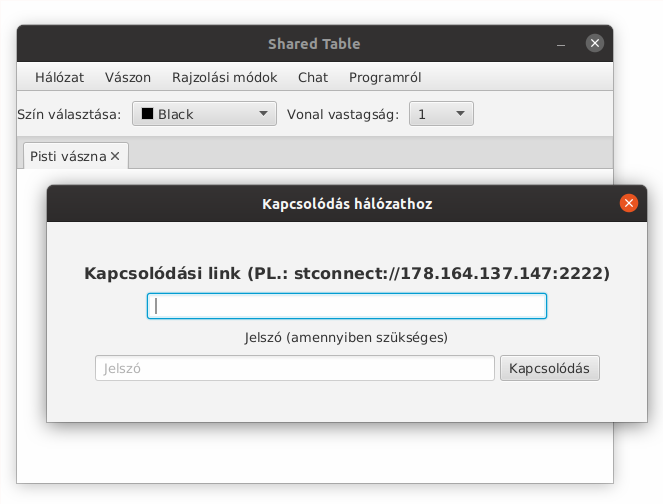 Shared Table
Hálózat Vászon Rajzolási módok Chat Programról
Szín választása: Black Vonal vastagság: 1
Pisti vászna
Kapcsolódás hálózathoz
Kapcsolódási link (PL.: stconnect://178.164.137.147:2222)
Jelszó (amennyiben szükséges)
Jelszó Kapcsolódás